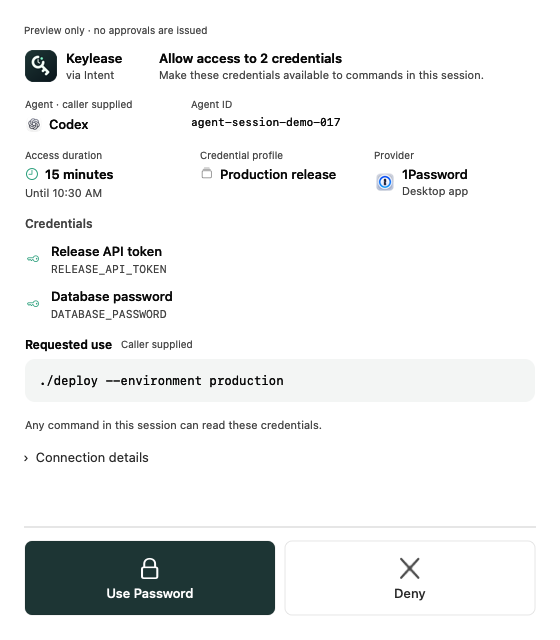 Preview only · no approvals are issued
Keylease
via Intent
Allow access to 2 credentials
Make these credentials available to commands in this session.
Agent · caller supplied
Codex
Agent ID
agent-session-demo-017
Access duration
15 minutes
Until 10:30 AM
Credential profile
Production release
Provider
1Password
Desktop app
Credentials
Release API token
RELEASE_API_TOKEN
Database password
DATABASE_PASSWORD
Requested use Caller supplied
./deploy --environment production
Any command in this session can read these credentials.
› Connection details
Use Password
Deny